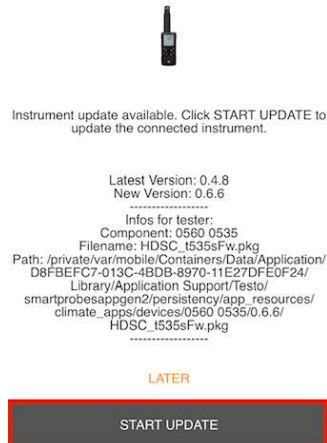 Instrument update available. Click START UPDATE to
update the connected instrument.
Latest Version: 0.4.8
New Version: 0.6.6
------------------
Infos for tester:
Component: 0560 0535
Filename: HDSC_t535sFw.pkg
Path: /private/var/mobile/Containers/Data/Application/
D8FBEFC7-013C-4BDB-8970-11E27DFE0F24/
Library/Application Support/Testo/
smartprobesappgen2/persistency/app_resources/
climate_apps/devices/0560 0535/0.6.6/
HDSC_t535sFw.pkg
------------------
LATER
START UPDATE